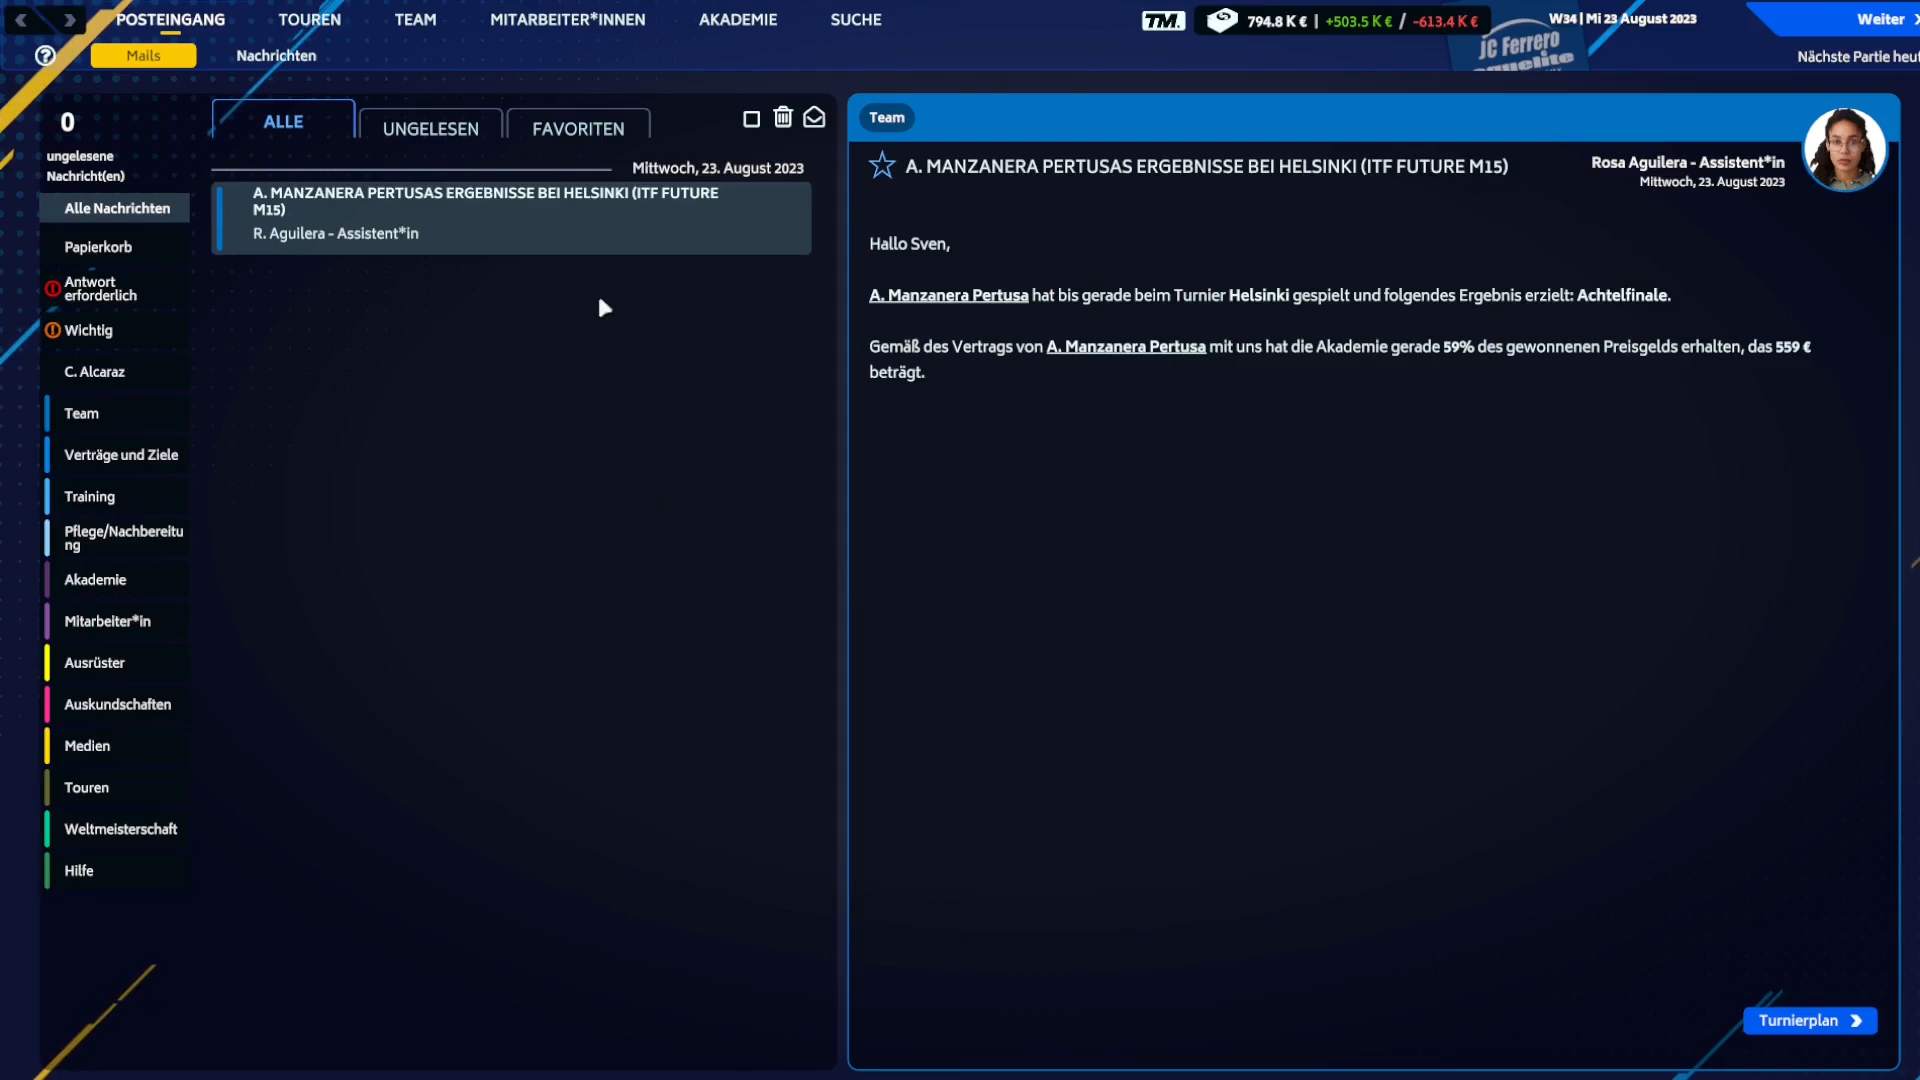 POSTEINGANG
TOUREN
TEAM
MITARBEITER*INNEN
AKADEMIE
SUCHE
TM.
794.8 K € | +503.5 K € / -613.4 K €
JC Ferrero
equelite
W34 | Mi 23 August 2023
Weiter
Mails
Nachrichten
Nächste Partie heut
0
ungelesene
Nachricht(en)
Alle Nachrichten
Papierkorb
Antwort
erforderlich
Wichtig
C. Alcaraz
Team
Verträge und Ziele
Training
Pflege/Nachbereitu
ng
Akademie
Mitarbeiter*in
Ausrüster
Auskundschaften
Medien
Touren
Weltmeisterschaft
Hilfe
ALLE
UNGELESEN
FAVORITEN
Mittwoch, 23. August 2023
A. MANZANERA PERTUSAS ERGEBNISSE BEI HELSINKI (ITF FUTURE
M15)
R. Aguilera - Assistent*in
Team
A. MANZANERA PERTUSAS ERGEBNISSE BEI HELSINKI (ITF FUTURE M15)
Rosa Aguilera - Assistent*in
Mittwoch, 23. August 2023
Hallo Sven,
A. Manzanera Pertusa hat bis gerade beim Turnier Helsinki gespielt und folgendes Ergebnis erzielt: Achtelfinale.
Gemäß des Vertrags von A. Manzanera Pertusa mit uns hat die Akademie gerade 59% des gewonnenen Preisgelds erhalten, das 559 €
beträgt.
Turnierplan